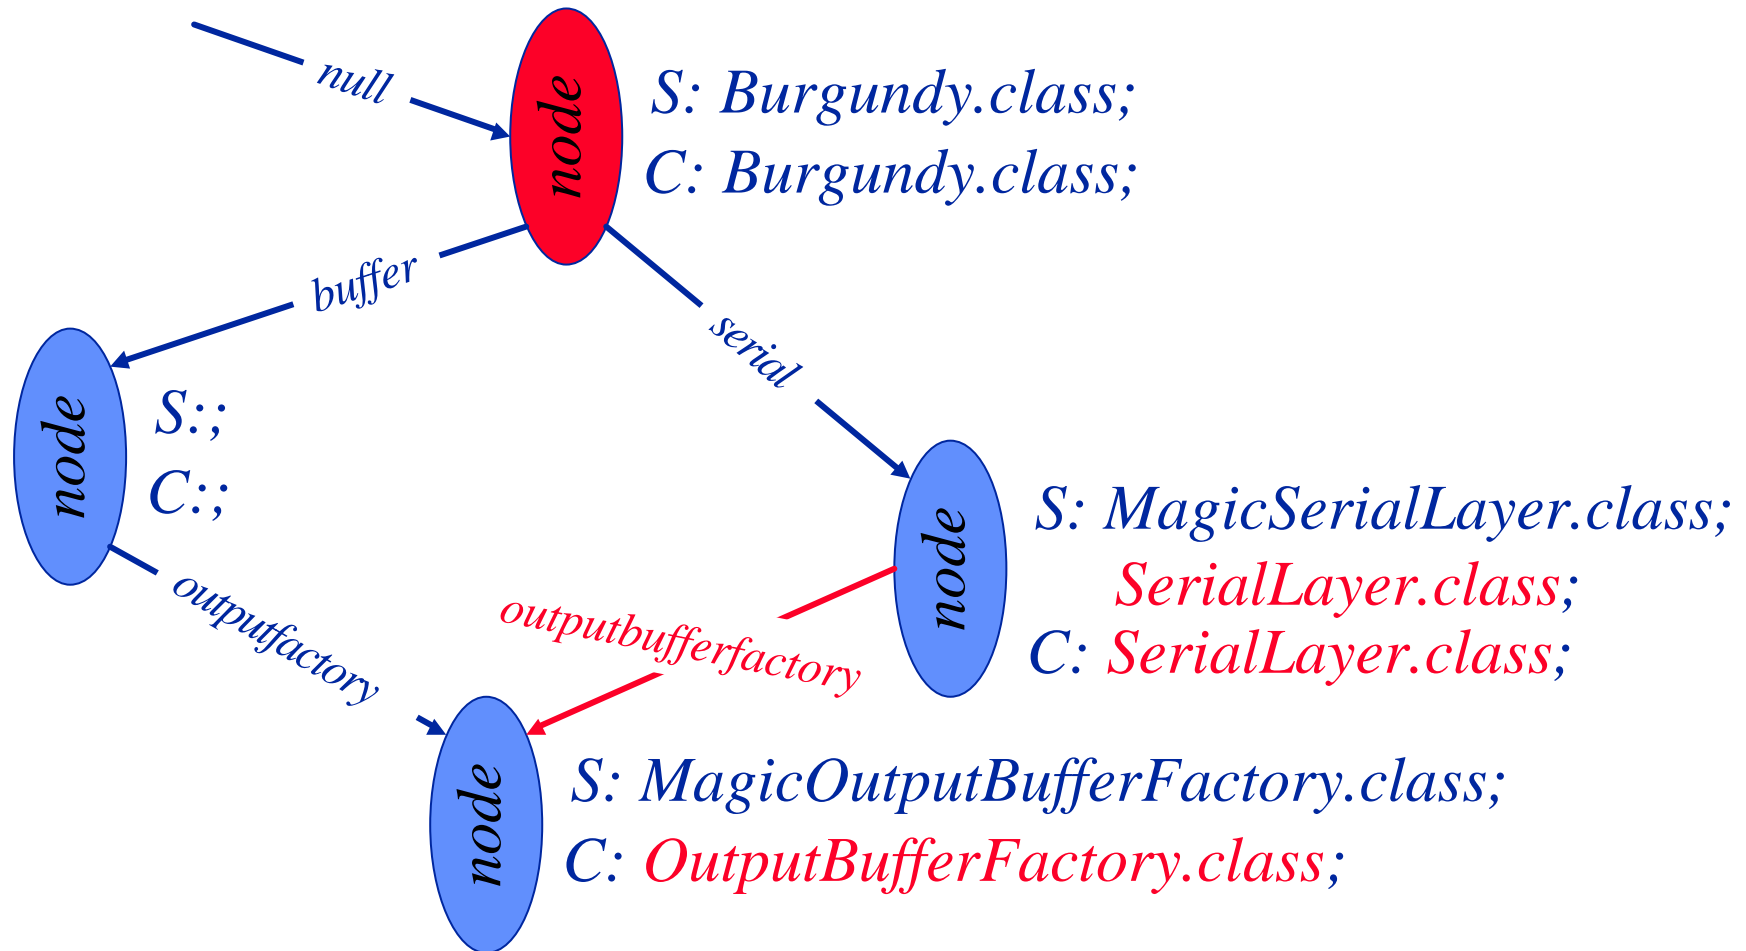 null
node
S: Burgundy.class;
C: Burgundy.class;
buffer
serial
node
S:;
C:;
node
S: MagicSerialLayer.class;
SerialLayer.class;
C: SerialLayer.class;
outputfactory
outputbufferfactory
node
S: MagicOutputBufferFactory.class;
C: OutputBufferFactory.class;